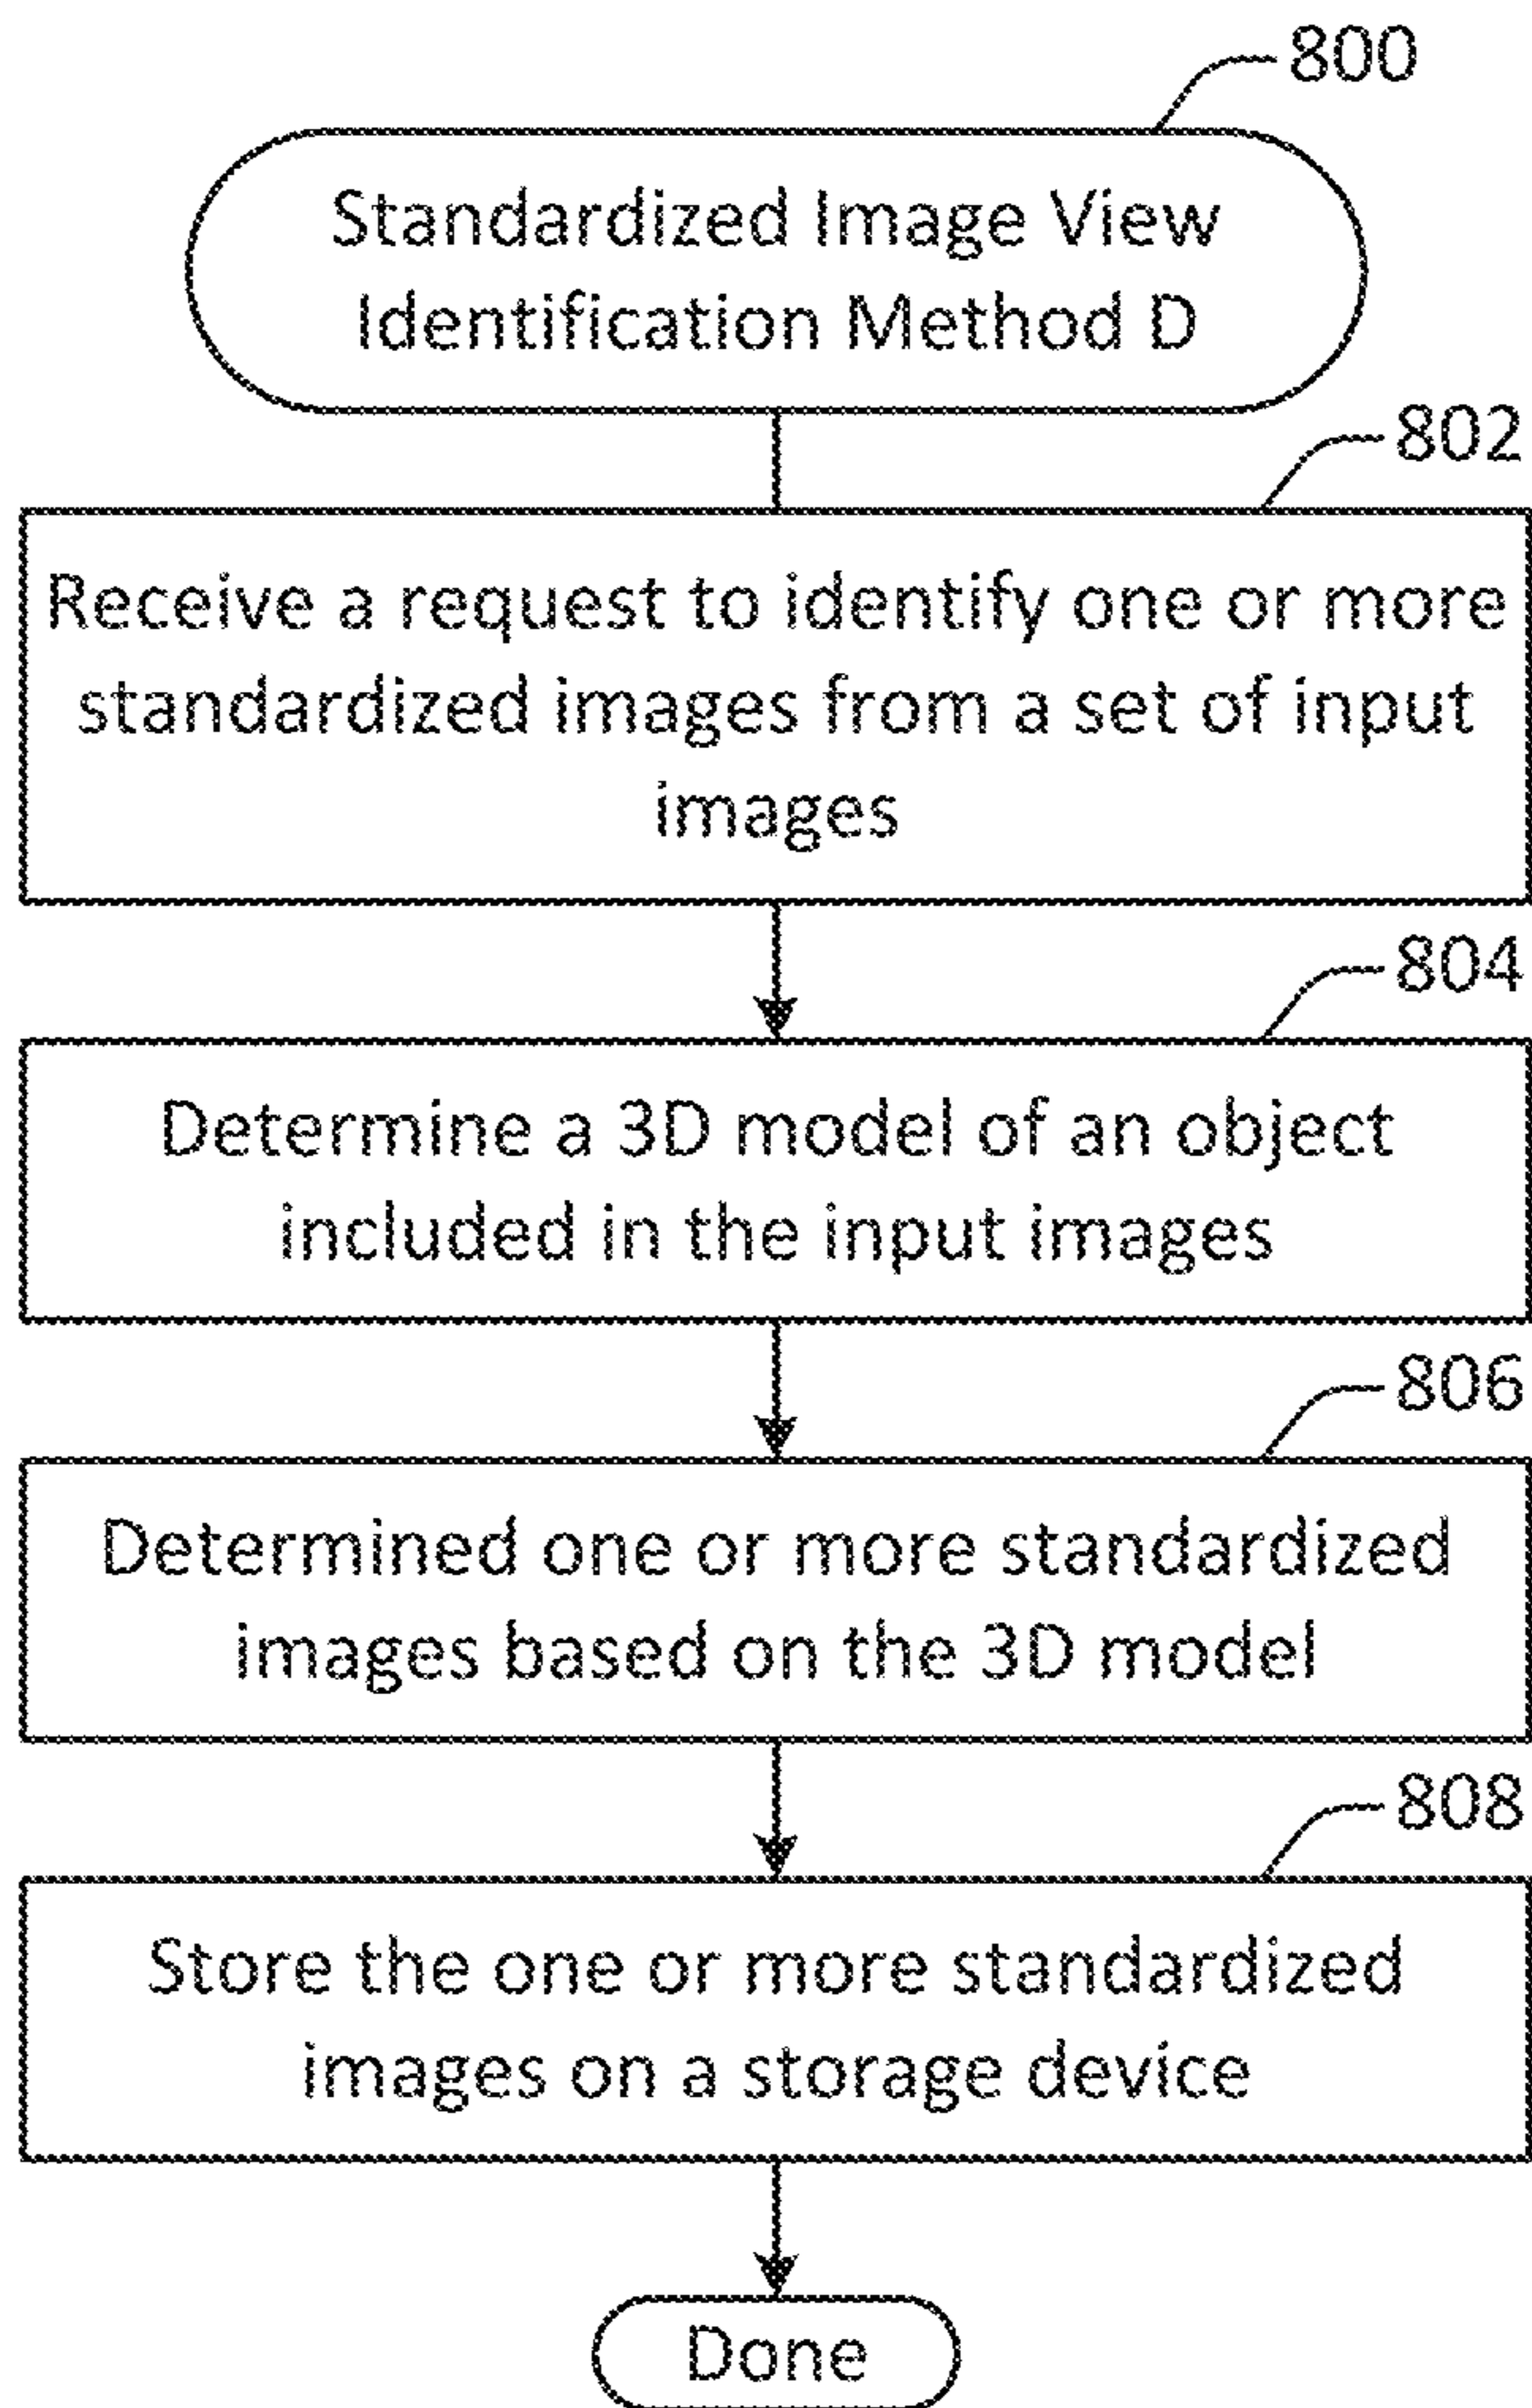 800
Standardized Image View
Identification Method D
802
Receive a request to identify one or more
standardized images from a set of input
images
804
Determine a 3D model of an object
included in the input images
806
Determined one or more standardized
images based on the 3D model
808
Store the one or more standardized
images on a storage device
Done